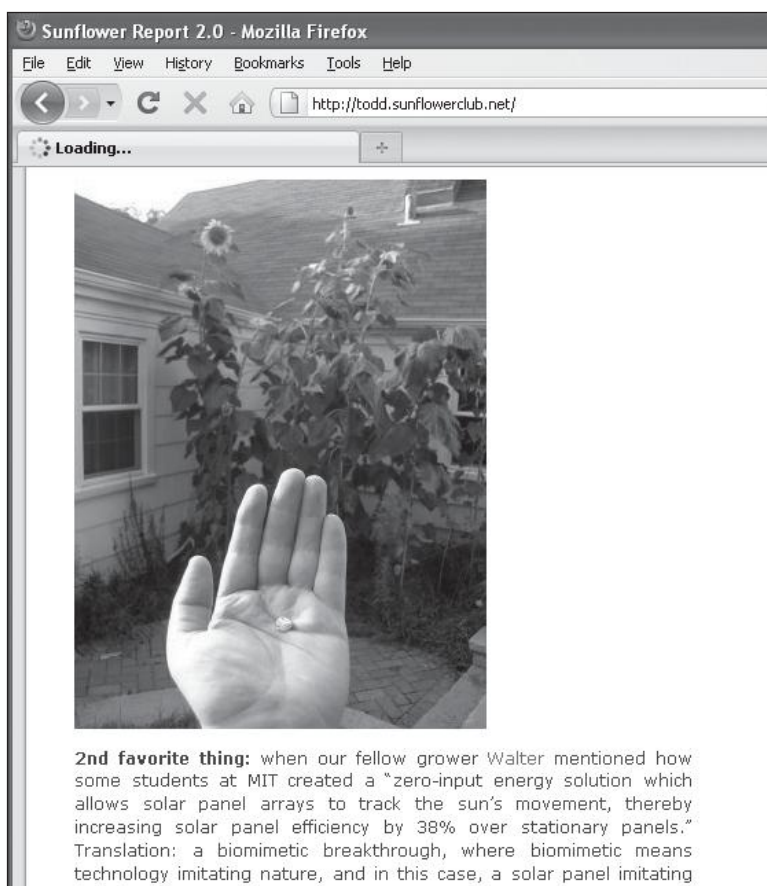 Sunflower Report 2.0 - Mozilla Firefox
File Edit View History Bookmarks Tools Help
http://todd.sunflowerclub.net/
Loading...
2nd favorite thing: when our fellow grower Walter mentioned how
some students at MIT created a “zero-input energy solution which
allows solar panel arrays to track the sun’s movement, thereby
increasing solar panel efficiency by 38% over stationary panels.”
Translation: a biomimetic breakthrough, where biomimetic means
technology imitating nature, and in this case, a solar panel imitating